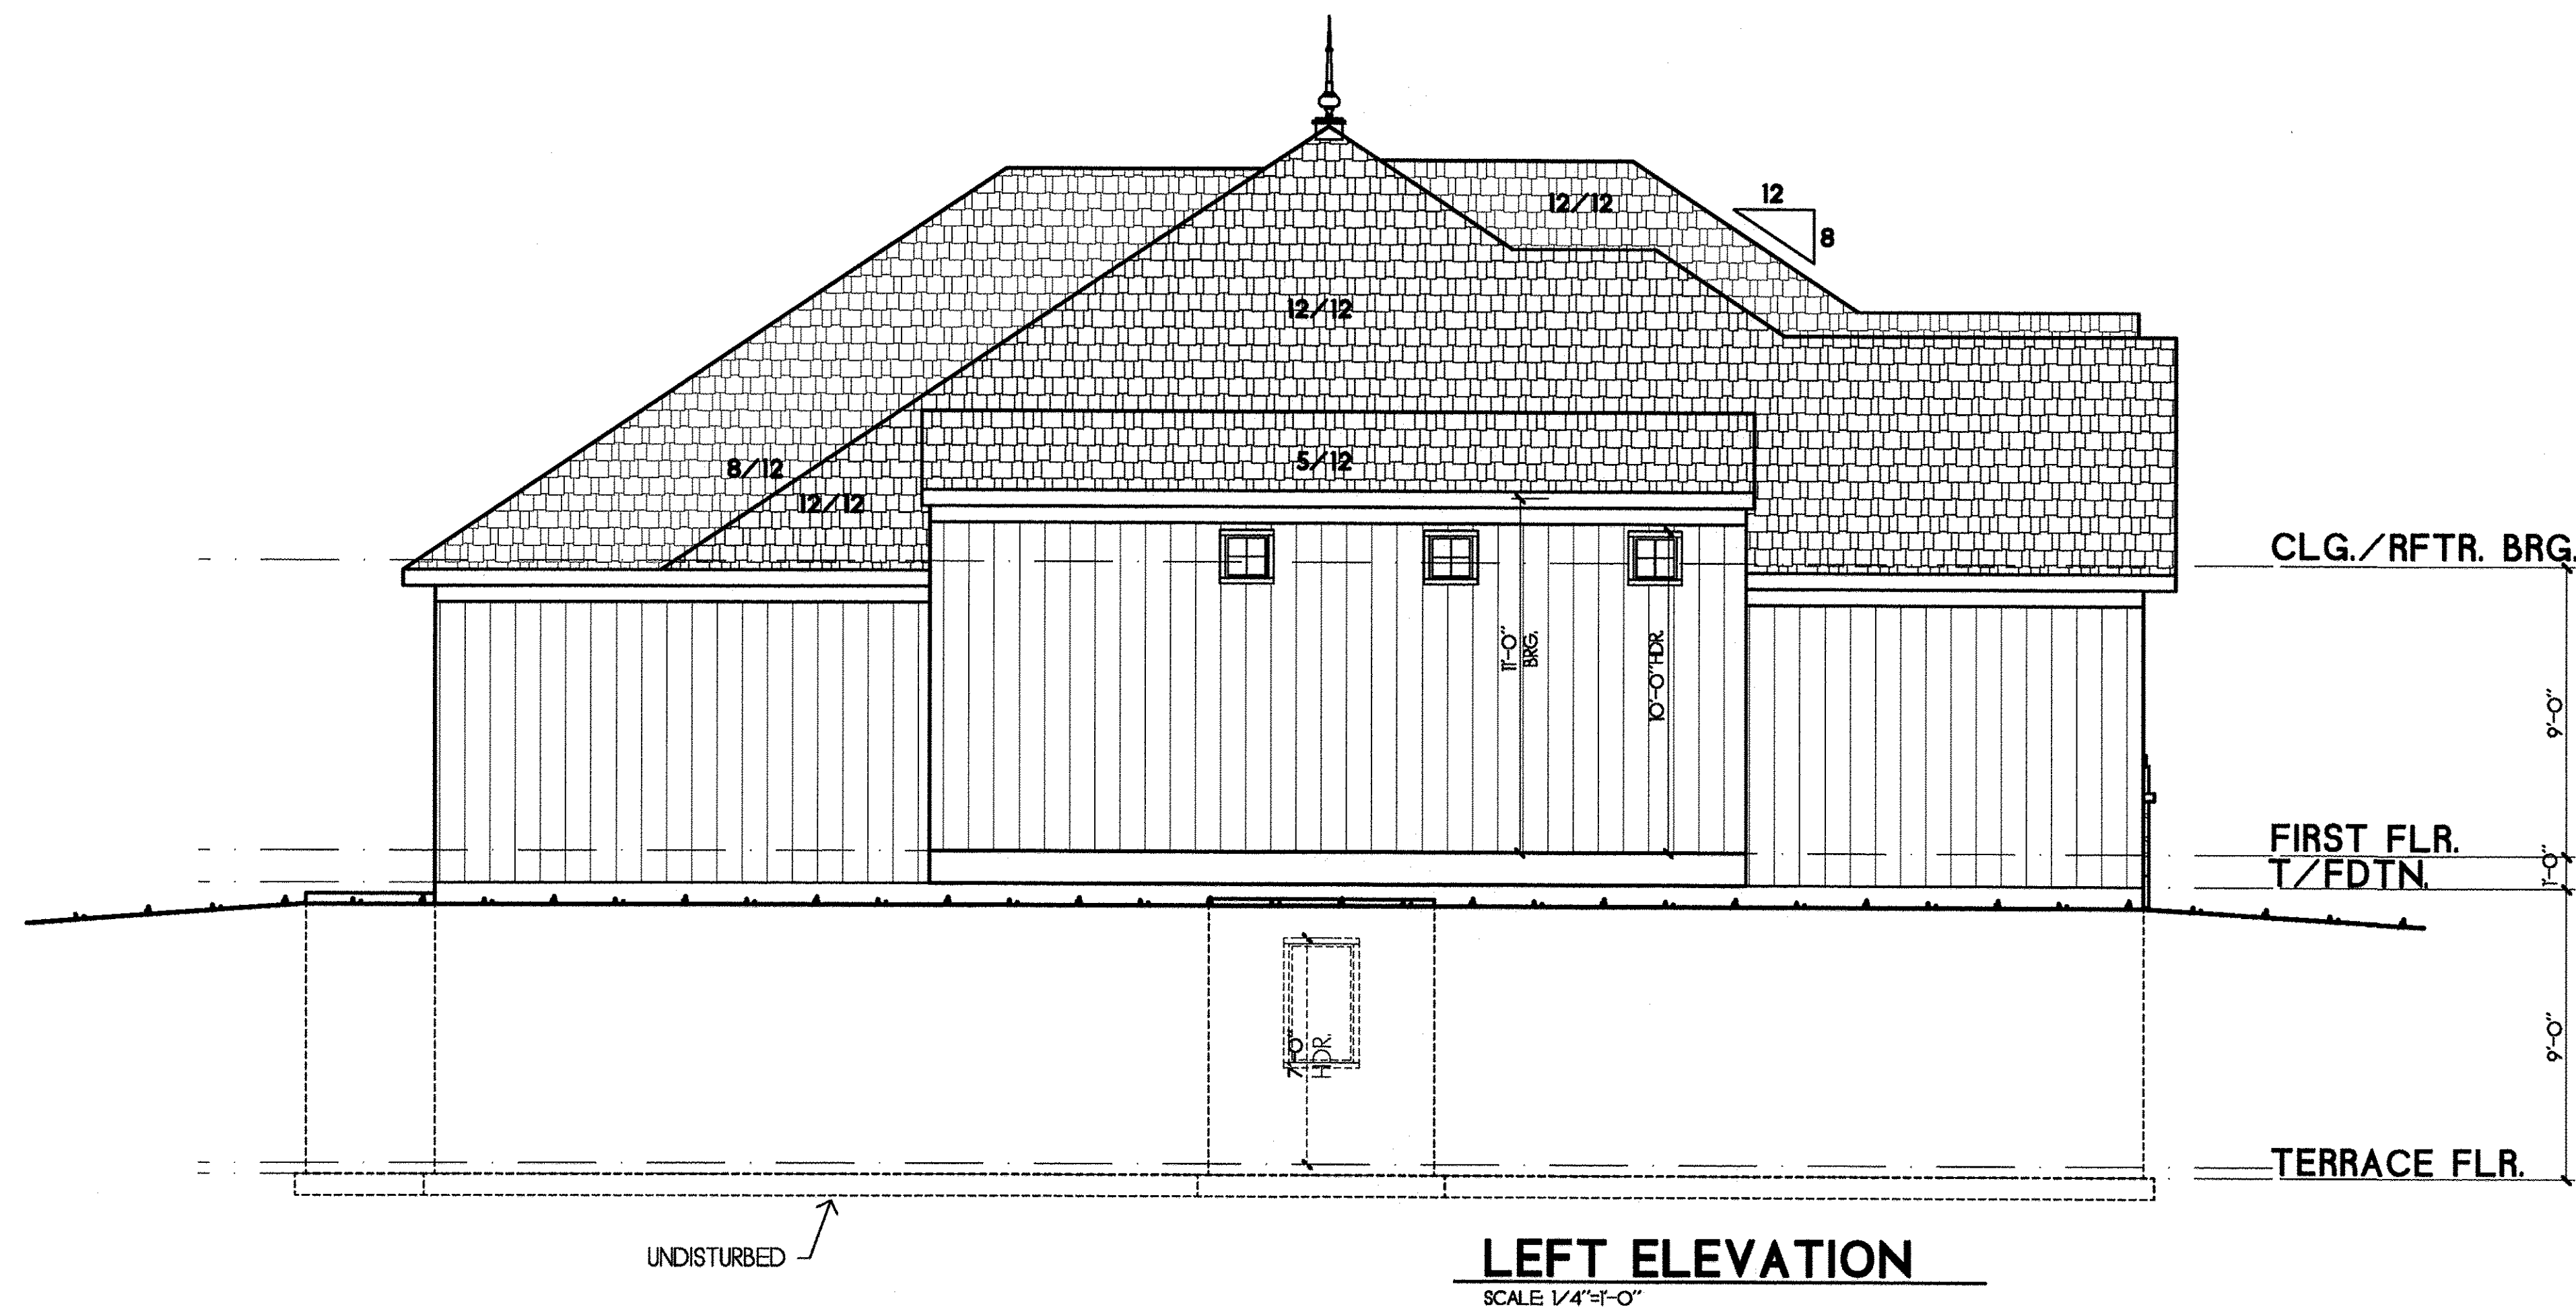 12
12/12
8
12/12
5/12
8/12
12/12
CLG./RFTR. BRG.
11'-0"
BRG.
10'-0" HDR.
9'-0"
FIRST FLR.
1'-0"
T/FDTN.
7'-0"
HDR.
9'-0"
TERRACE FLR.
UNDISTURBED
LEFT ELEVATION
SCALE: 1/4"=1'-0"